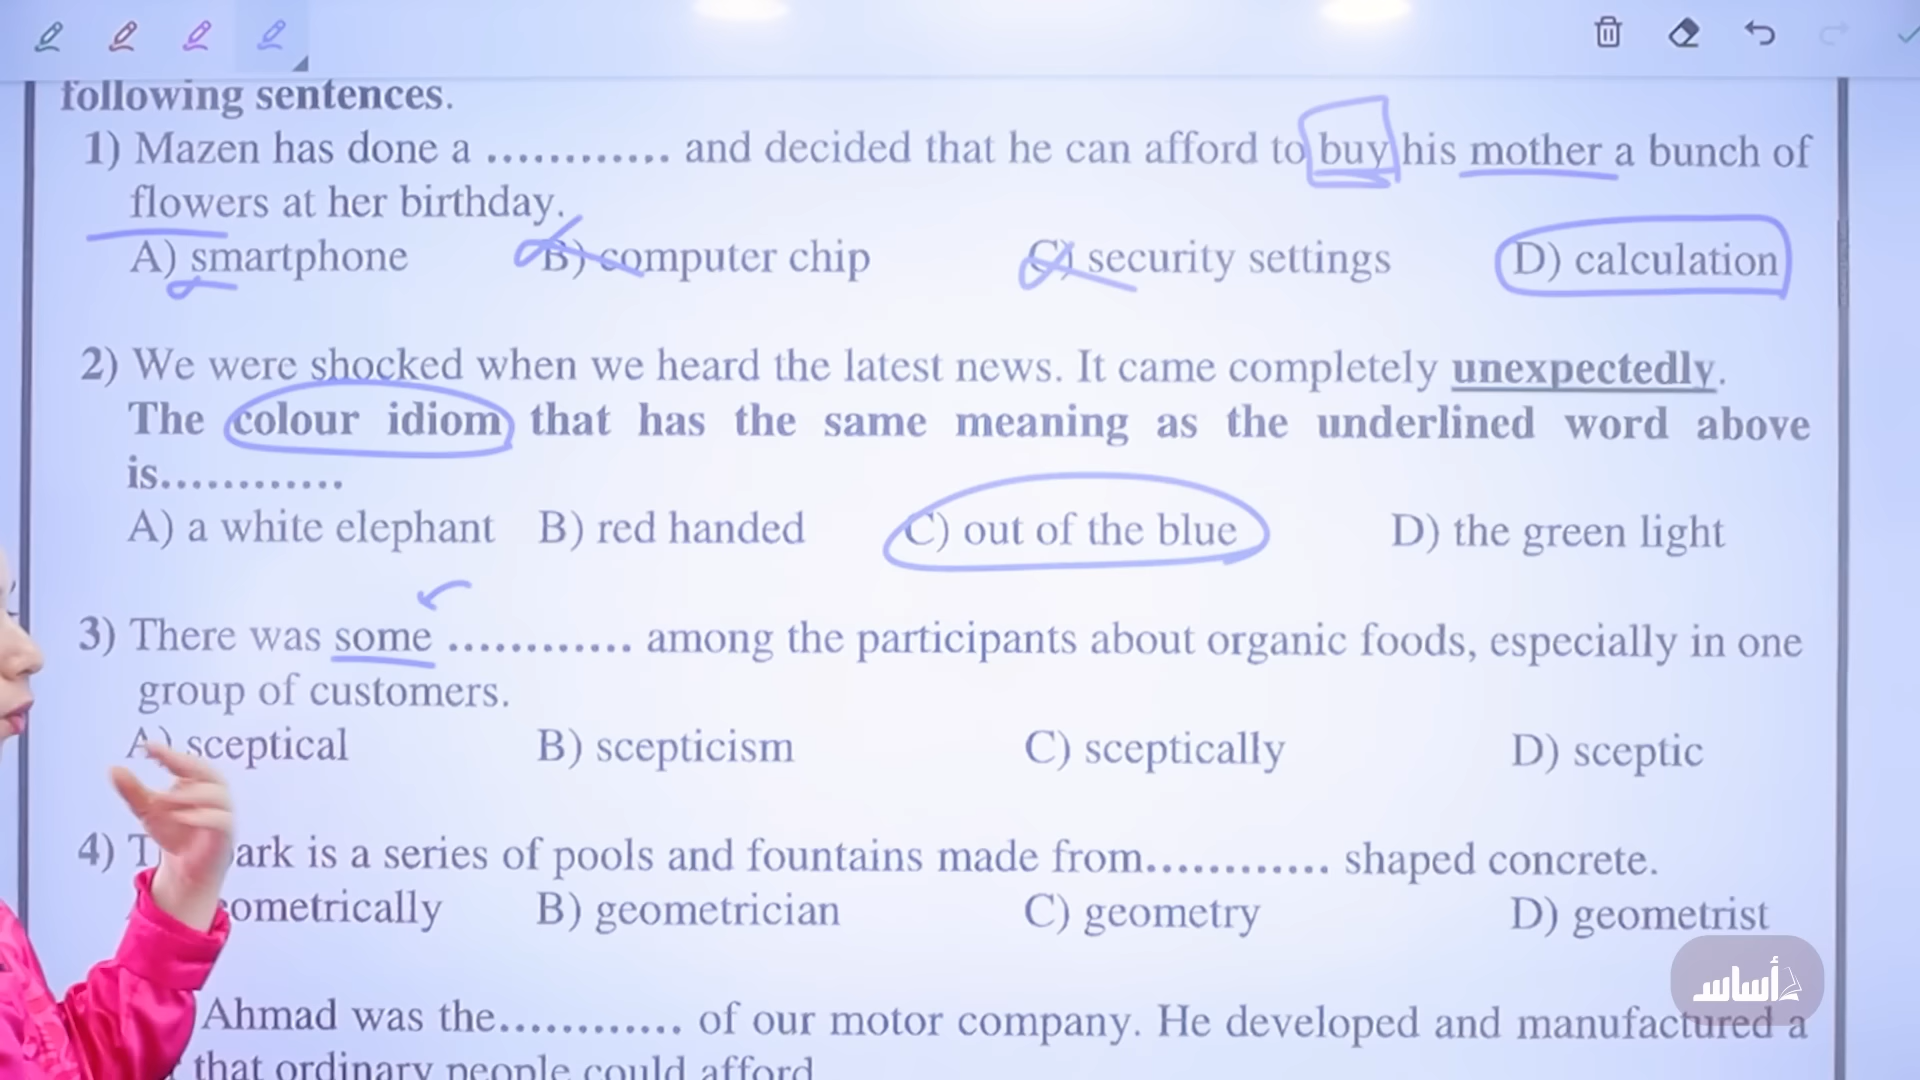 following sentences.
1) Mazen has done a ............ and decided that he can afford to buy his mother a bunch of
flowers at her birthday.
A) smartphone B) computer chip C) security settings D) calculation
2) We were shocked when we heard the latest news. It came completely unexpectedly.
The colour idiom that has the same meaning as the underlined word above
is............
A) a white elephant B) red handed C) out of the blue D) the green light
3) There was some ............ among the participants about organic foods, especially in one
group of customers.
A) sceptical B) scepticism C) sceptically D) sceptic
4) ark is a series of pools and fountains made from............ shaped concrete.
ometrically B) geometrician C) geometry D) geometrist
أساس
Ahmad was the............ of our motor company. He developed and manufactured a
that ordinary people could afford